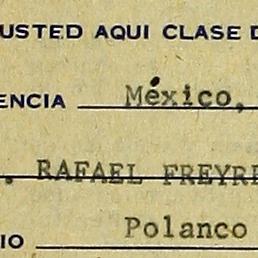 USTED AQUI CLASE D
ENCIA México,
. RAFAEL FREYRE
IO Polanco